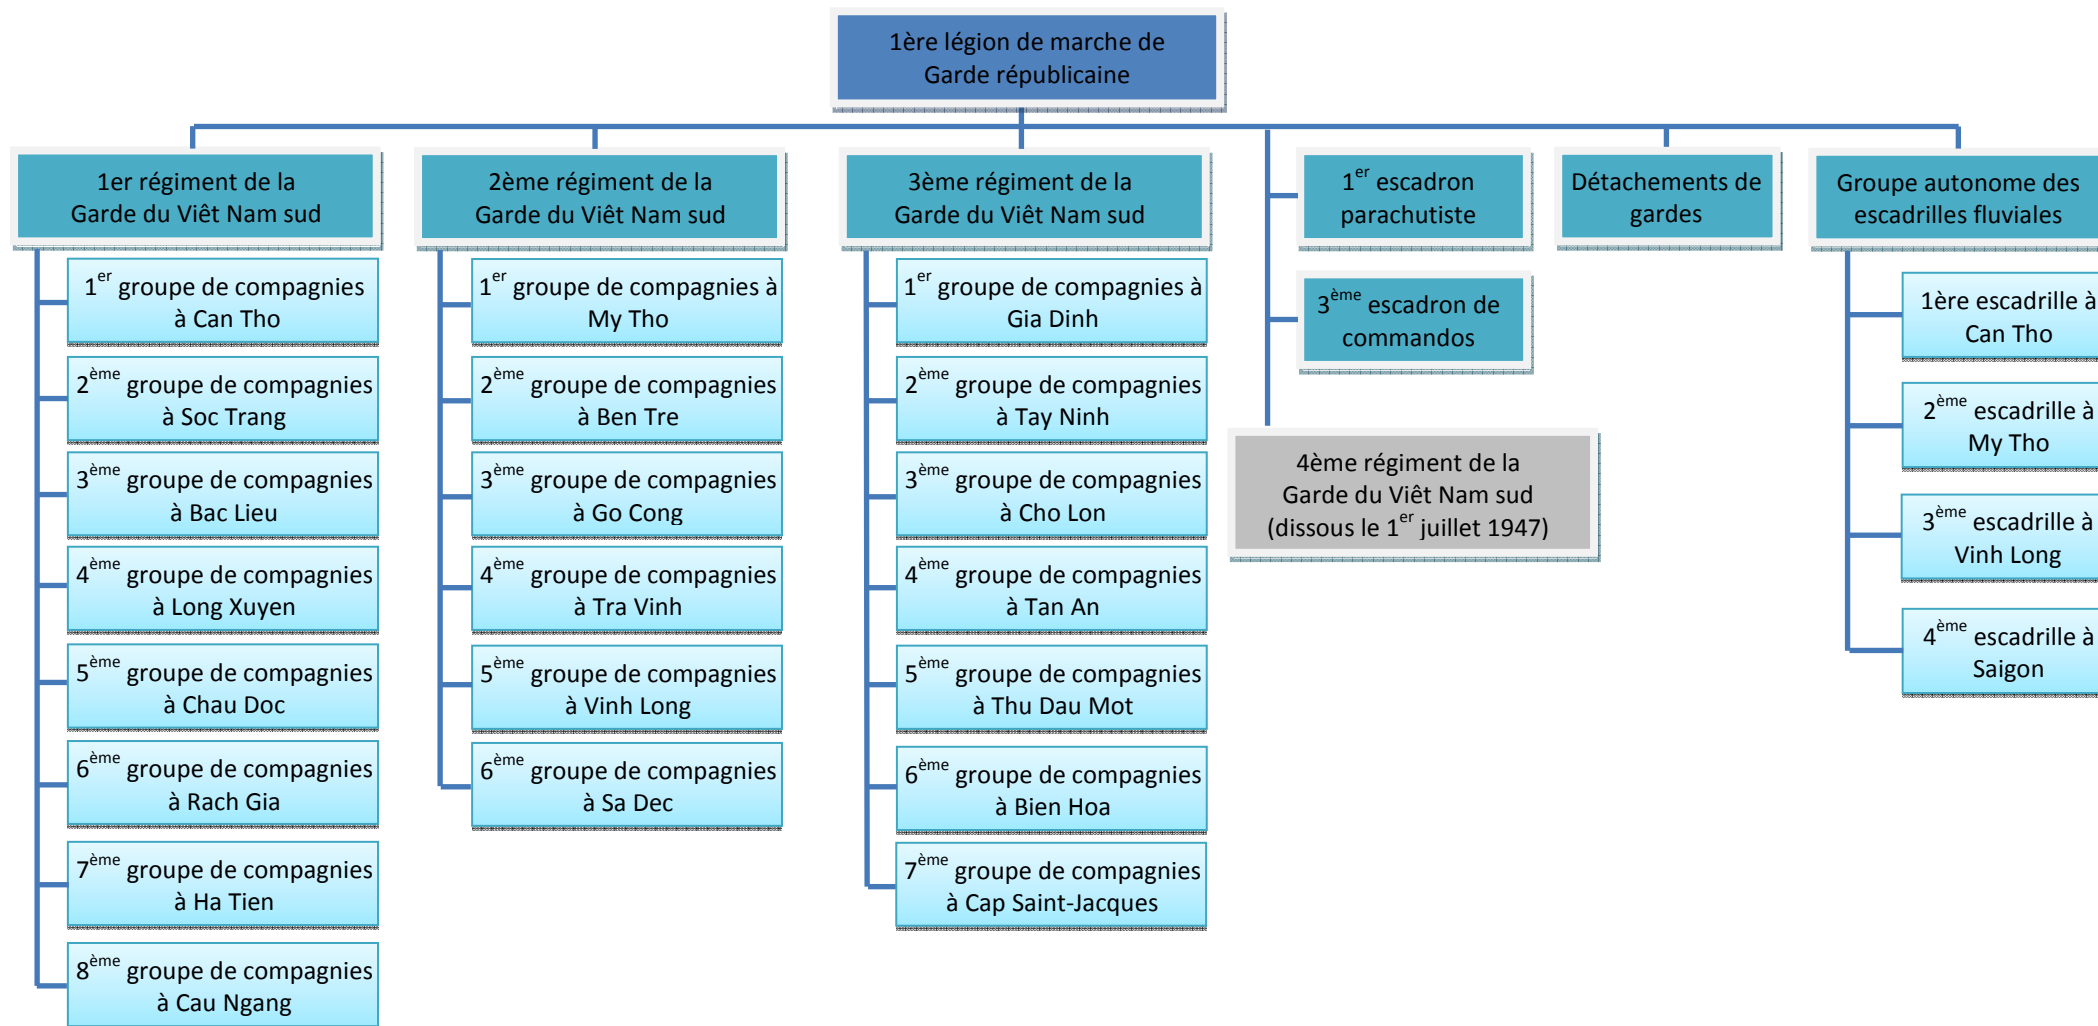 1ère légion de marche de
Garde républicaine
1er régiment de la
Garde du Viêt Nam sud
1er groupe de compagnies
à Can Tho
2ème groupe de compagnies
à Soc Trang
3ème groupe de compagnies
à Bac Lieu
4ème groupe de compagnies
à Long Xuyen
5ème groupe de compagnies
à Chau Doc
6ème groupe de compagnies
à Rach Gia
7ème groupe de compagnies
à Ha Tien
8ème groupe de compagnies
à Cau Ngang
2ème régiment de la
Garde du Viêt Nam sud
1er groupe de compagnies à
My Tho
2ème groupe de compagnies
à Ben Tre
3ème groupe de compagnies
à Go Cong
4ème groupe de compagnies
à Tra Vinh
5ème groupe de compagnies
à Vinh Long
6ème groupe de compagnies
à Sa Dec
3ème régiment de la
Garde du Viêt Nam sud
1er groupe de compagnies à
Gia Dinh
2ème groupe de compagnies
à Tay Ninh
3ème groupe de compagnies
à Cho Lon
4ème groupe de compagnies
à Tan An
5ème groupe de compagnies
à Thu Dau Mot
6ème groupe de compagnies
à Bien Hoa
7ème groupe de compagnies
à Cap Saint-Jacques
1er escadron
parachutiste
3ème escadron de
commandos
4ème régiment de la
Garde du Viêt Nam sud
(dissous le 1er juillet 1947)
Détachements de
gardes
Groupe autonome des
escadrilles fluviales
1ère escadrille à
Can Tho
2ème escadrille à
My Tho
3ème escadrille à
Vinh Long
4ème escadrille à
Saigon